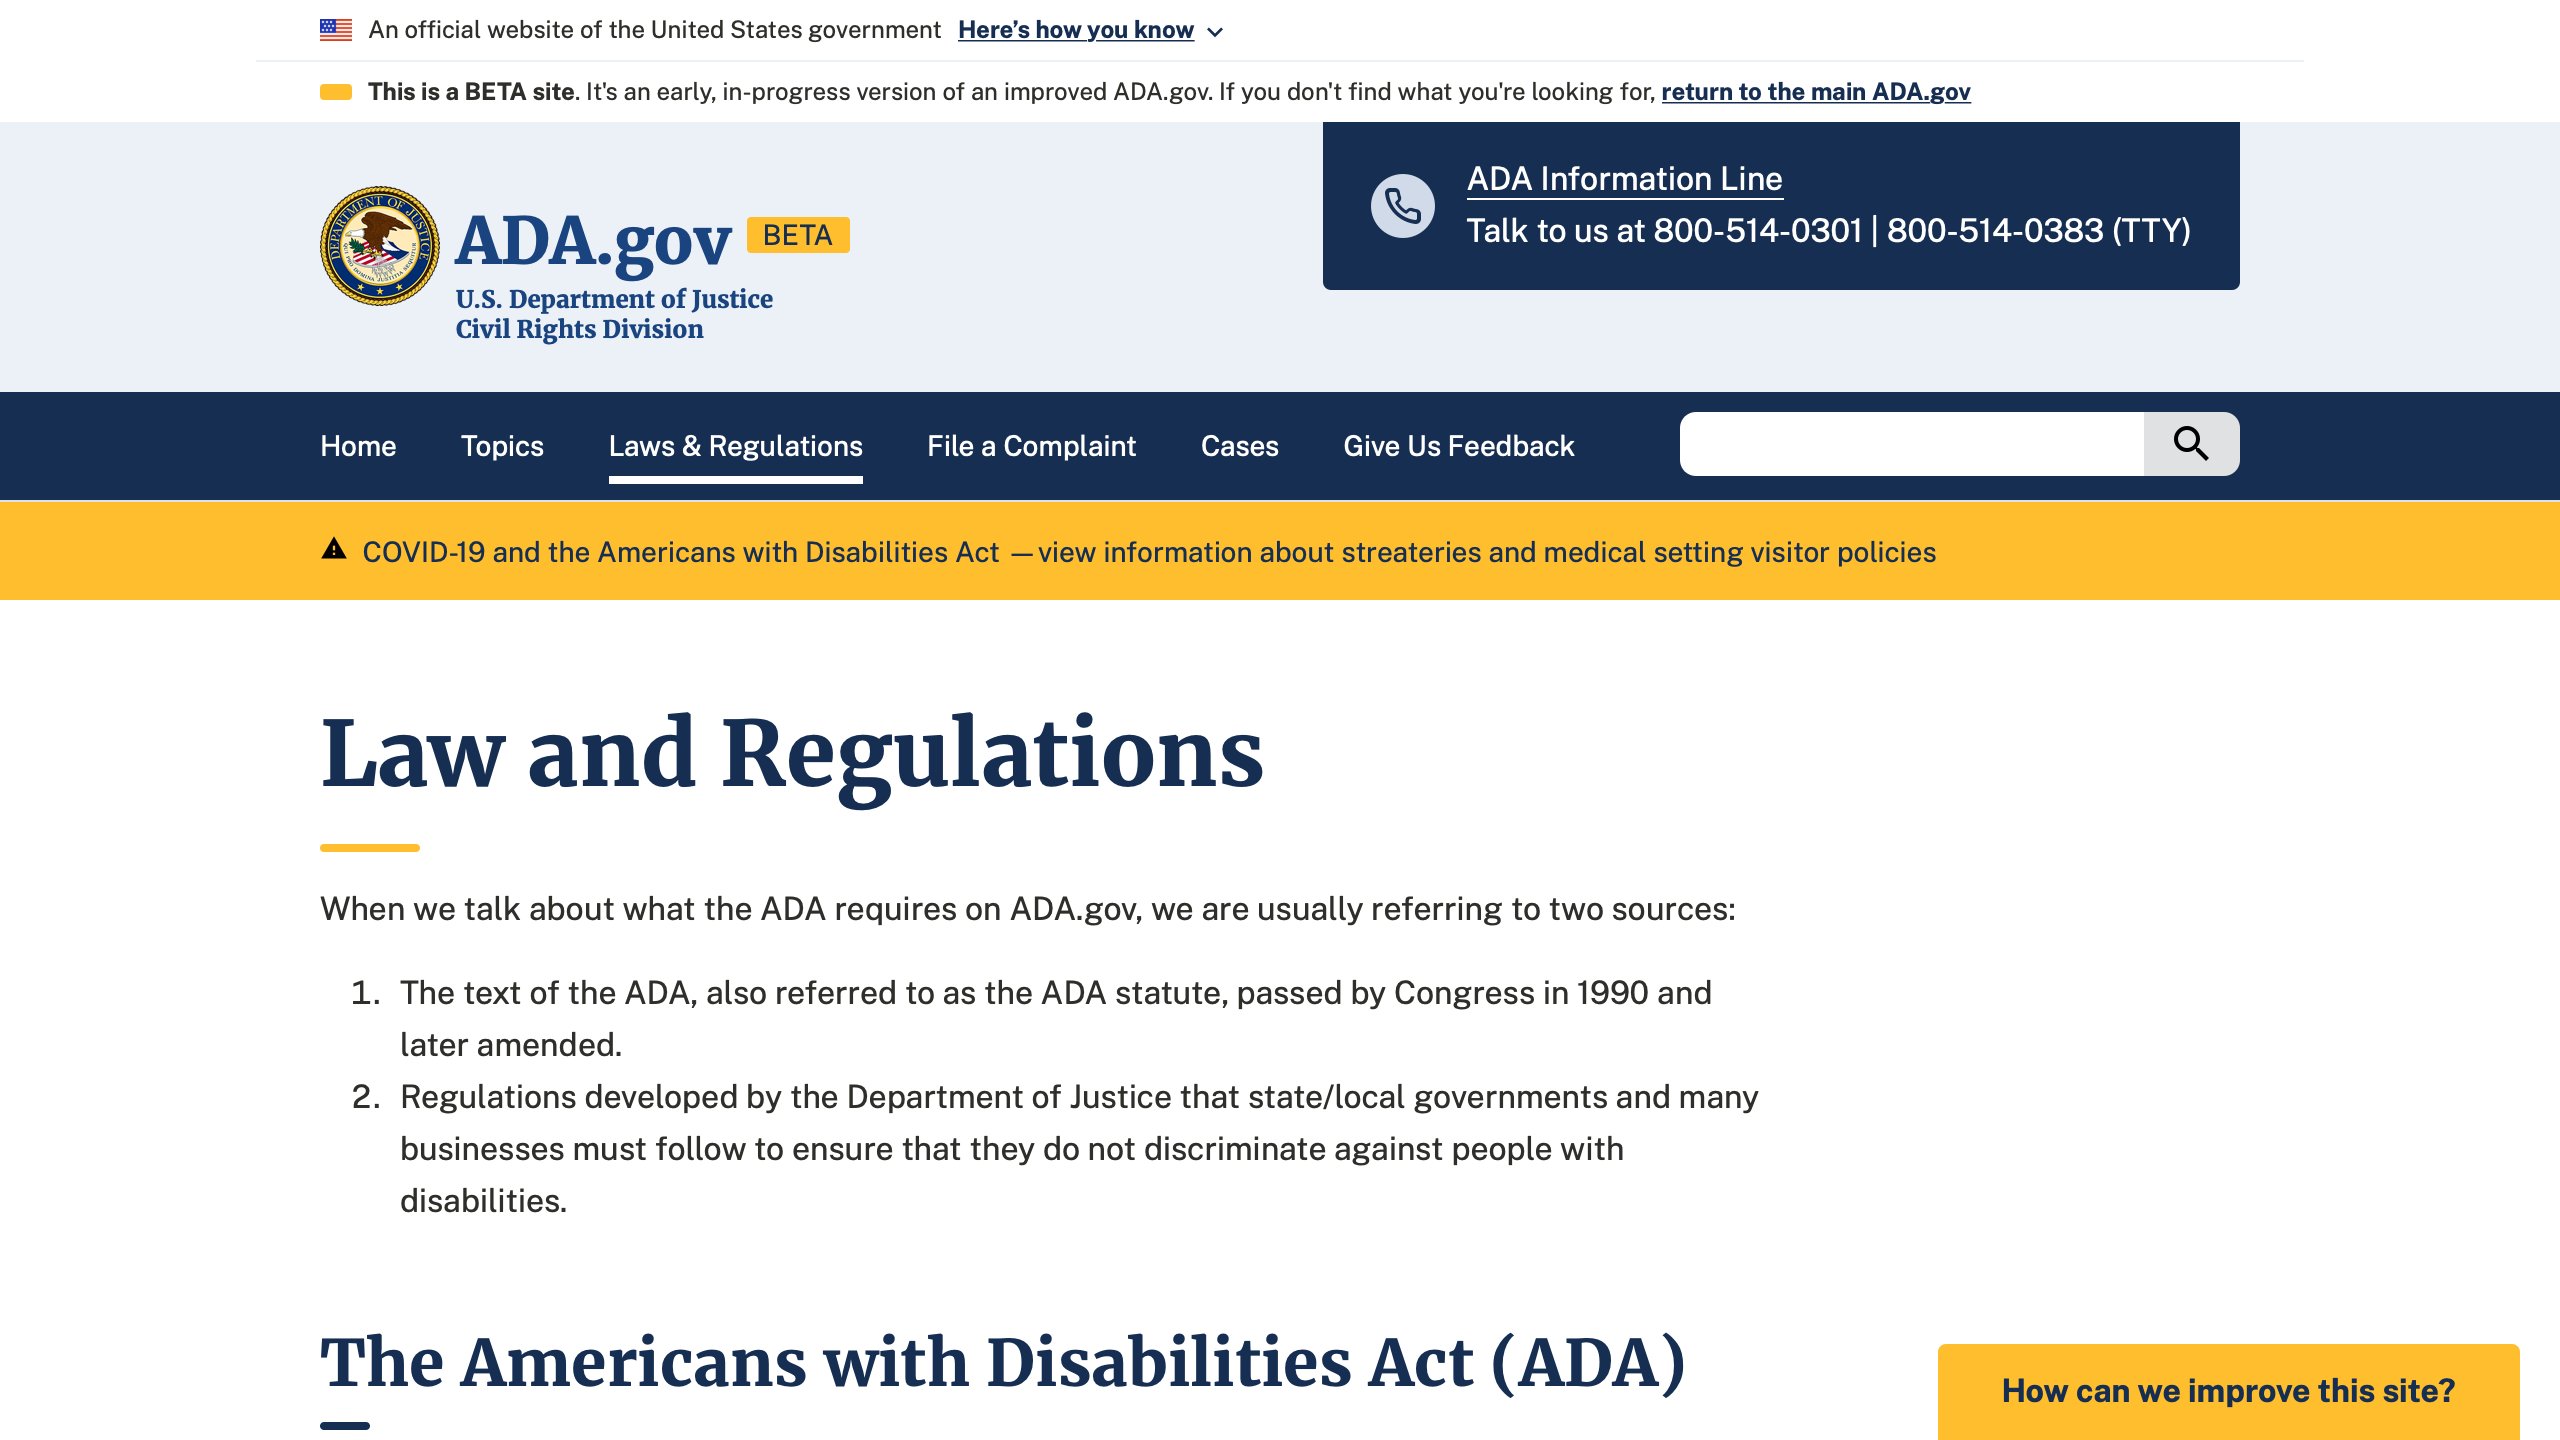 An official website of the United States government Here’s how you know
This is a BETA site. It's an early, in-progress version of an improved ADA.gov. If you don't find what you're looking for, return to the main ADA.gov
ADA Information Line
Talk to us at 800-514-0301 | 800-514-0383 (TTY)
DEPARTMENT OF JUSTICE
ADA.gov BETA
U.S. Department of Justice
Civil Rights Division
Home Topics Laws & Regulations File a Complaint Cases Give Us Feedback
COVID-19 and the Americans with Disabilities Act — view information about streateries and medical setting visitor policies
Law and Regulations
When we talk about what the ADA requires on ADA.gov, we are usually referring to two sources:
1. The text of the ADA, also referred to as the ADA statute, passed by Congress in 1990 and
later amended.
2. Regulations developed by the Department of Justice that state/local governments and many
businesses must follow to ensure that they do not discriminate against people with
disabilities.
The Americans with Disabilities Act (ADA)
How can we improve this site?